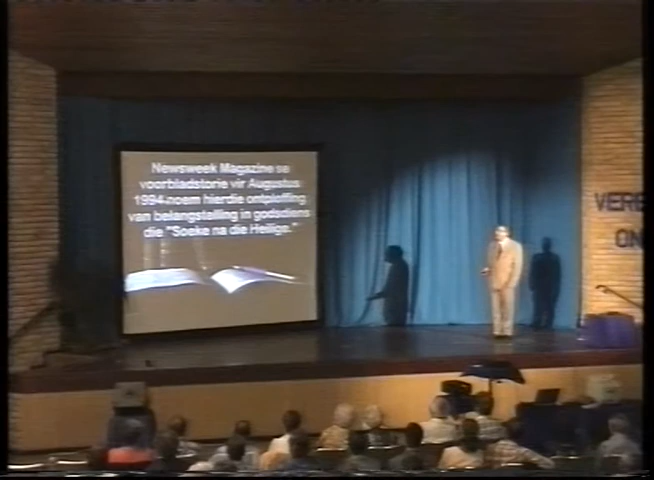 Newsweek Magazine se
voorbladstorie vir Augustus
1994 noem hierdie ontploffing
van belangstelling in godsdiens
die "Soeke na die Heilige."
VERE
ON